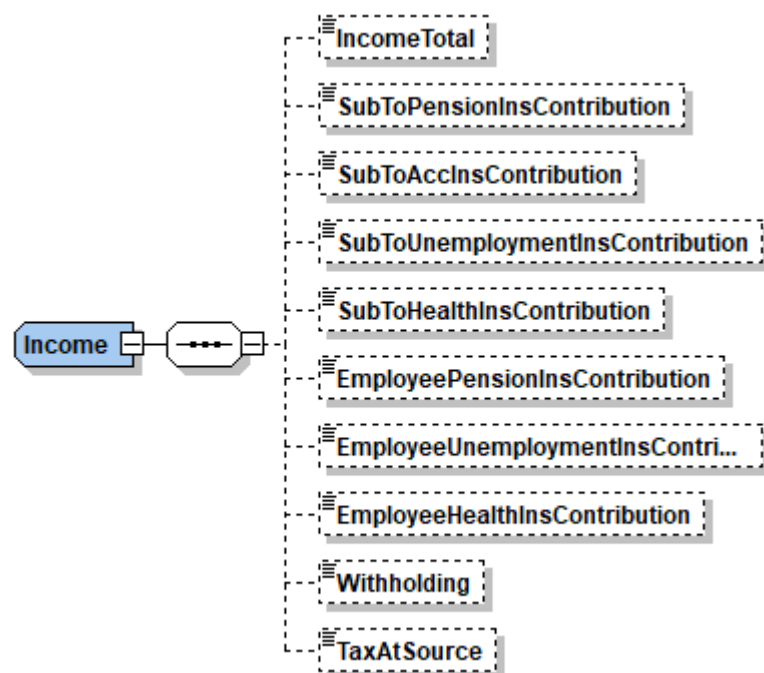 IncomeTotal
SubToPensionInsContribution
SubToAccInsContribution
SubToUnemploymentInsContribution
SubToHealthInsContribution
Income
EmployeePensionInsContribution
EmployeeUnemploymentInsContri...
EmployeeHealthInsContribution
Withholding
TaxAtSource